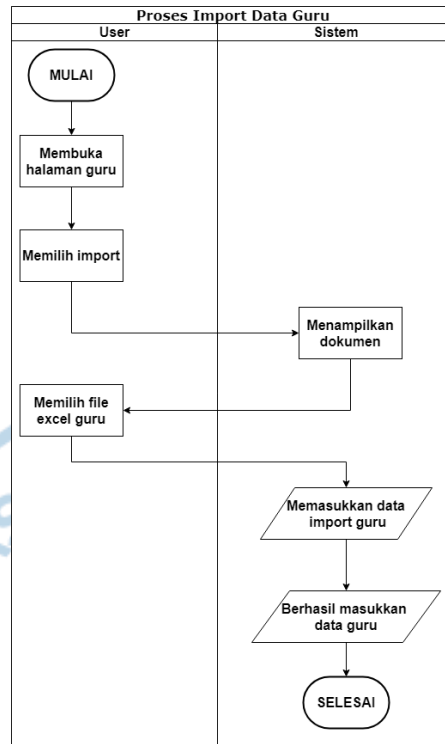 Proses Import Data Guru
User
Sistem
MULAI
Membuka
halaman guru
Memilih import
Menampilkan
dokumen
Memilih file
excel guru
Memasukkan data
import guru
Berhasil masukkan
data guru
SELESAI